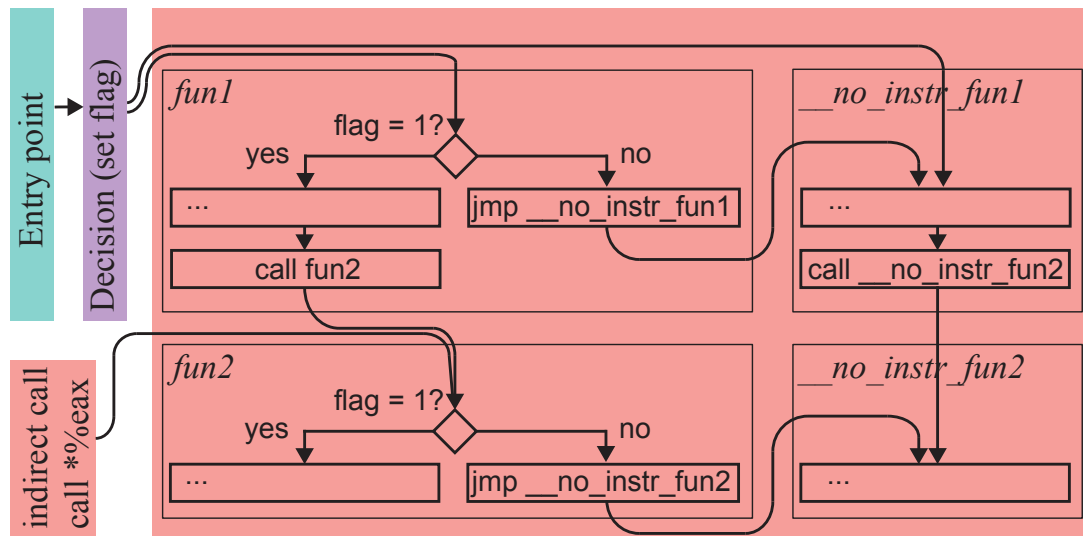 Entry point
Decision (set flag)
fun1
flag = 1?
yes
no
...
jmp __no_instr_fun1
call fun2
__no_instr_fun1
...
call __no_instr_fun2
indirect call
call *%eax
fun2
flag = 1?
yes
no
...
jmp __no_instr_fun2
__no_instr_fun2
...